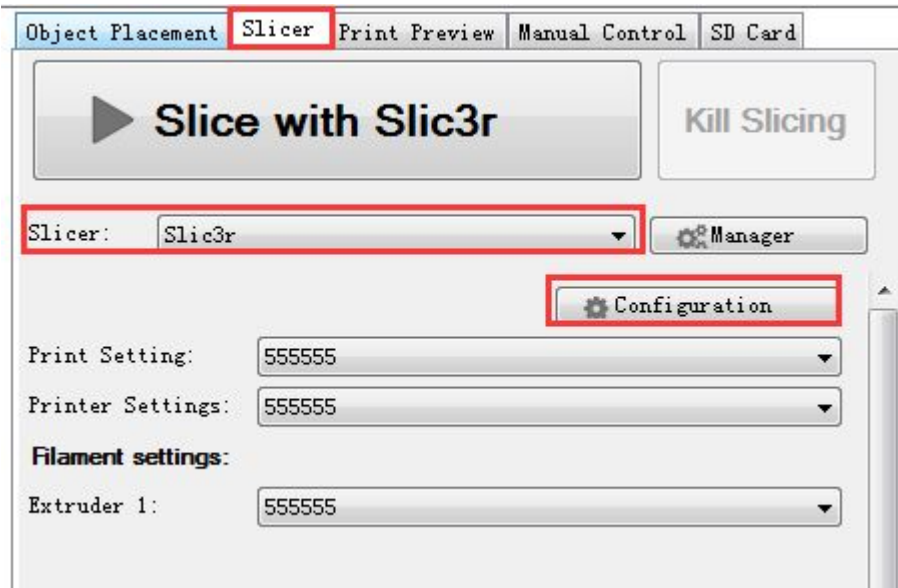 Object Placement Slicer Print Preview Manual Control SD Card
Slice with Slic3r Kill Slicing
Slicer: Slic3r Manager
Configuration
Print Setting: 555555
Printer Settings: 555555
Filament settings:
Extruder 1: 555555